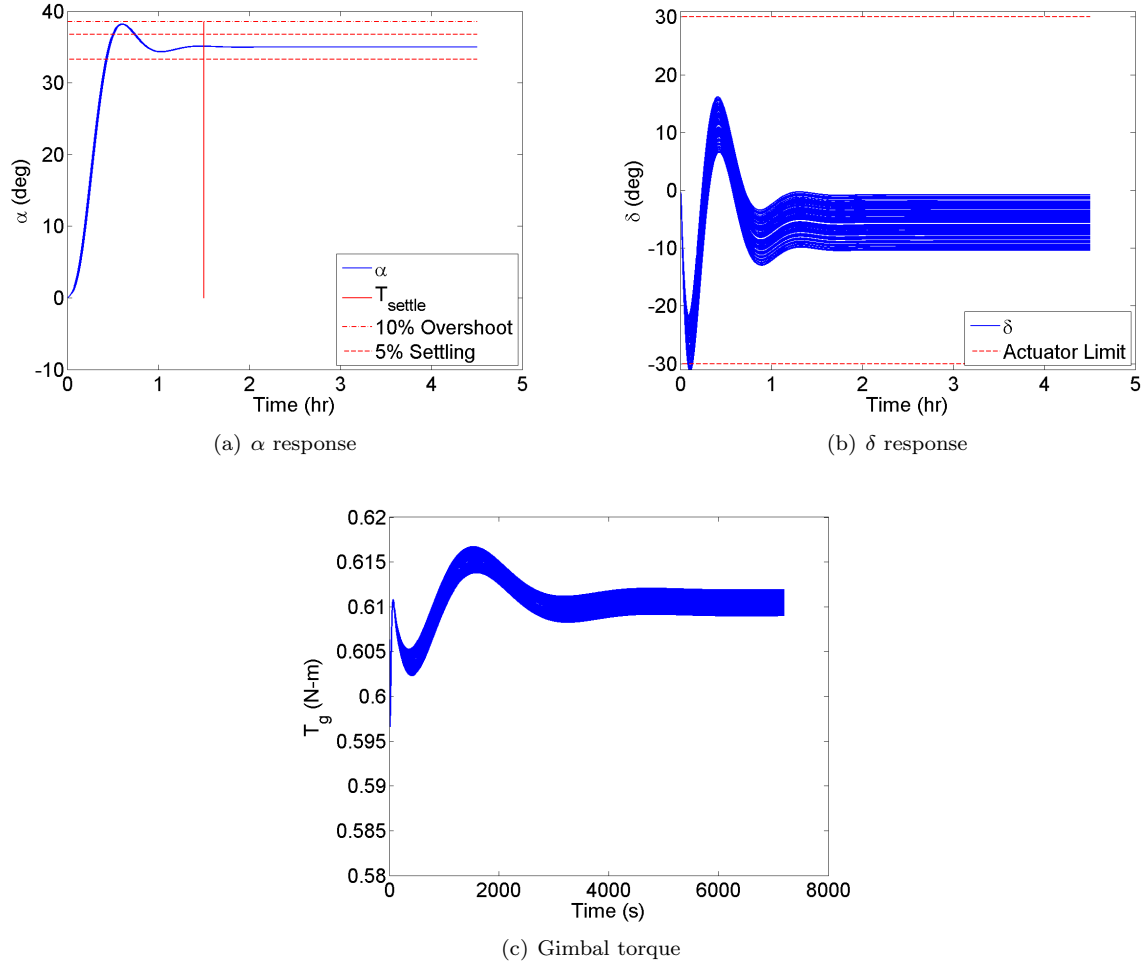 40
30
20
10
0
-10
α (deg)
0
1
2
3
4
5
Time (hr)
α
T_settle
10% Overshoot
5% Settling
(a) α response
30
20
10
0
-10
-20
-30
δ (deg)
0
1
2
3
4
5
Time (hr)
δ
Actuator Limit
(b) δ response
0.62
0.615
0.61
0.605
0.6
0.595
0.59
0.585
0.58
T_g (N-m)
0
2000
4000
6000
8000
Time (s)
(c) Gimbal torque